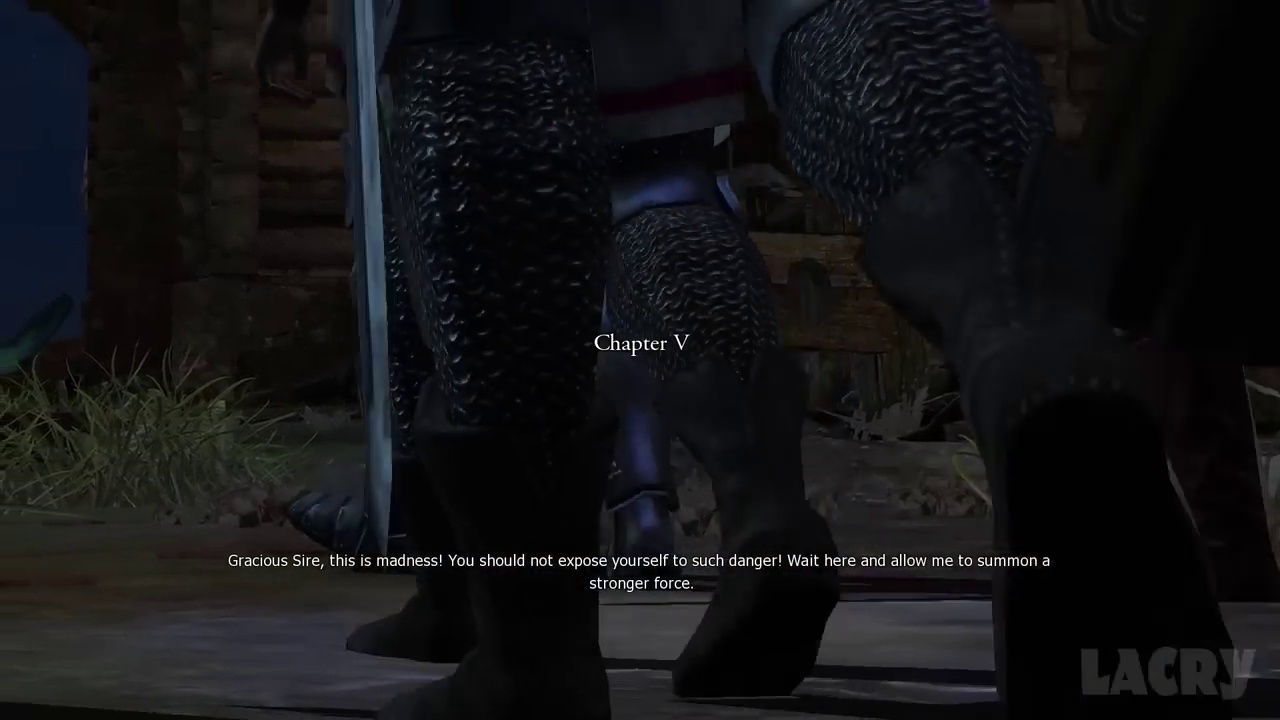 Chapter V
Gracious Sire, this is madness! You should not expose yourself to such danger! Wait here and allow me to summon a
stronger force.
LACRY